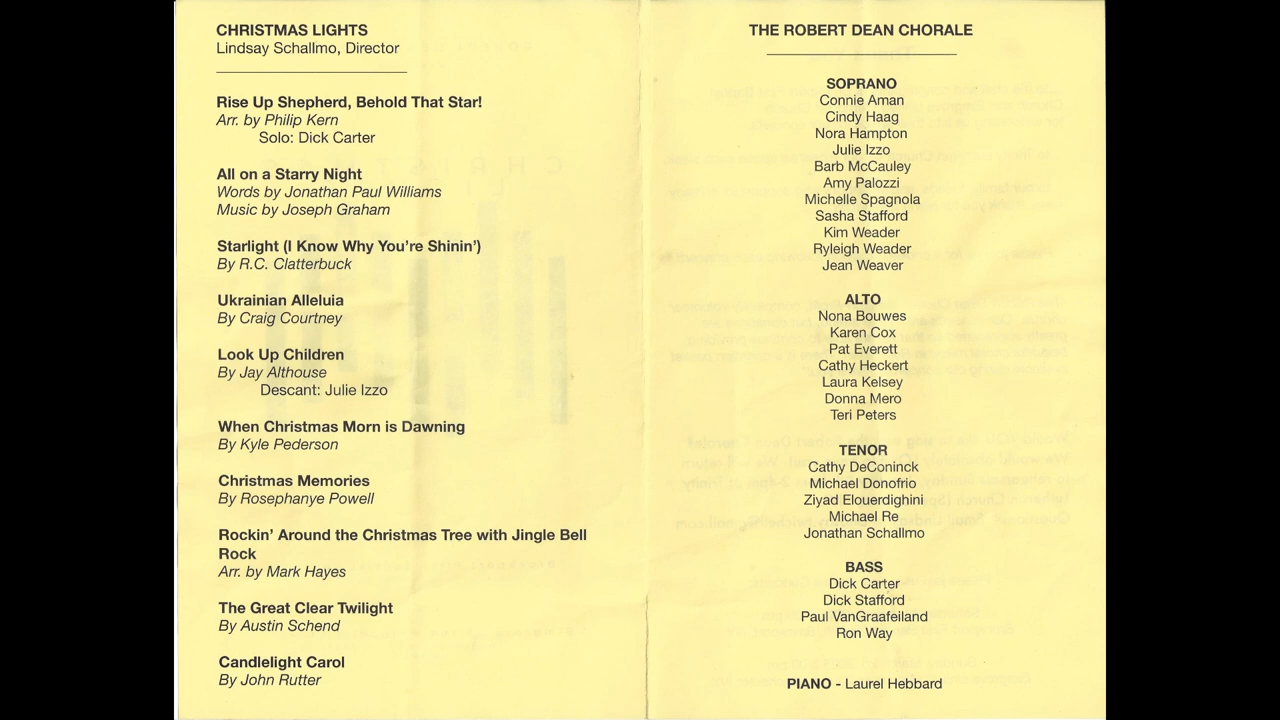 CHRISTMAS LIGHTS
Lindsay Schallmo, Director
Rise Up Shepherd, Behold That Star!
Arr. by Philip Kern
Solo: Dick Carter
All on a Starry Night
Words by Jonathan Paul Williams
Music by Joseph Graham
Starlight (I Know Why You're Shinin')
By R.C. Clatterbuck
Ukrainian Alleluia
By Craig Courtney
Look Up Children
By Jay Althouse
Descant: Julie Izzo
When Christmas Morn is Dawning
By Kyle Pederson
Christmas Memories
By Rosephanye Powell
Rockin' Around the Christmas Tree with Jingle Bell
Rock
Arr. by Mark Hayes
The Great Clear Twilight
By Austin Schend
Candlelight Carol
By John Rutter
THE ROBERT DEAN CHORALE
SOPRANO
Connie Aman
Cindy Haag
Nora Hampton
Julie Izzo
Barb McCauley
Amy Palozzi
Michelle Spagnola
Sasha Stafford
Kim Weader
Ryleigh Weader
Jean Weaver
ALTO
Nona Bouwes
Karen Cox
Pat Everett
Cathy Heckert
Laura Kelsey
Donna Mero
Teri Peters
TENOR
Cathy DeConinck
Michael Donofrio
Ziyad Elouerdighini
Michael Re
Jonathan Schallmo
BASS
Dick Carter
Dick Stafford
Paul VanGraafeiland
Ron Way
PIANO - Laurel Hebbard